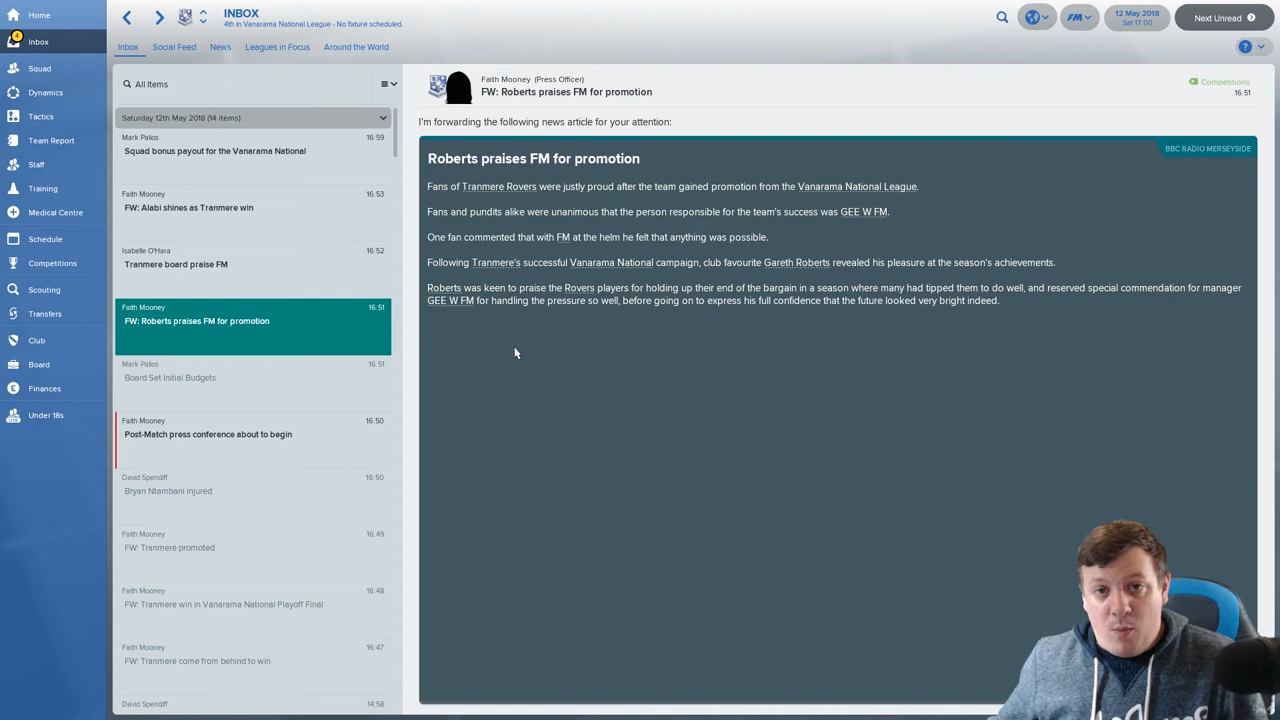 Home
4
Inbox
Squad
Dynamics
Tactics
Team Report
Staff
Training
Medical Centre
Schedule
Competitions
Scouting
Transfers
Club
Board
Finances
Under 18s
INBOX
4th in Vanarama National League - No fixture scheduled.
FM
12 May 2018
Sat 17:00
Next Unread
Inbox
Social Feed
News
Leagues in Focus
Around the World
?
All Items
Saturday 12th May 2018 (14 items)
Mark Palios 16:59
Squad bonus payout for the Vanarama National
Faith Mooney 16:53
FW: Alabi shines as Tranmere win
Isabelle O'Hara 16:52
Tranmere board praise FM
Faith Mooney 16:51
FW: Roberts praises FM for promotion
Mark Palios 16:51
Board Set Initial Budgets
Faith Mooney 16:50
Post-Match press conference about to begin
David Spendiff 16:50
Bryan Ntambani injured
Faith Mooney 16:49
FW: Tranmere promoted
Faith Mooney 16:48
FW: Tranmere win in Vanarama National Playoff Final
Faith Mooney 16:47
FW: Tranmere come from behind to win
David Spendiff 14:58
Faith Mooney (Press Officer)
FW: Roberts praises FM for promotion
Competitions
16:51
I'm forwarding the following news article for your attention:
BBC RADIO MERSEYSIDE
Roberts praises FM for promotion
Fans of Tranmere Rovers were justly proud after the team gained promotion from the Vanarama National League.
Fans and pundits alike were unanimous that the person responsible for the team's success was GEE W FM.
One fan commented that with FM at the helm he felt that anything was possible.
Following Tranmere's successful Vanarama National campaign, club favourite Gareth Roberts revealed his pleasure at the season's achievements.
Roberts was keen to praise the Rovers players for holding up their end of the bargain in a season where many had tipped them to do well, and reserved special commendation for manager
GEE W FM for handling the pressure so well, before going on to express his full confidence that the future looked very bright indeed.